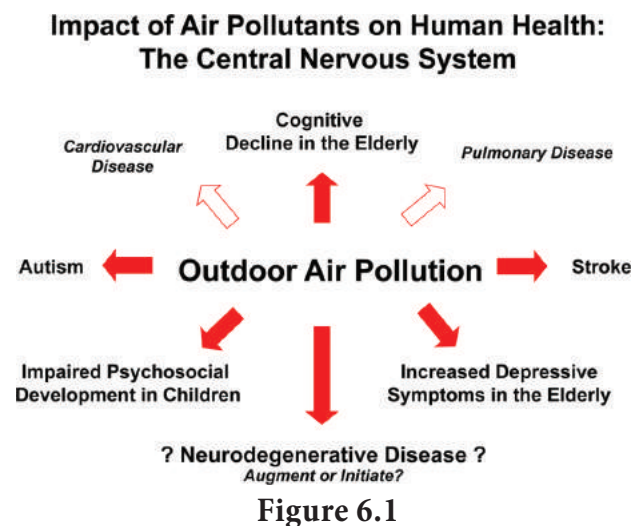 Impact of Air Pollutants on Human Health:
The Central Nervous System
Cognitive
Decline in the Elderly
Cardiovascular
Disease
Pulmonary Disease
Autism
Outdoor Air Pollution
Stroke
Impaired Psychosocial
Development in Children
Increased Depressive
Symptoms in the Elderly
? Neurodegenerative Disease ?
Augment or Initiate?
Figure 6.1